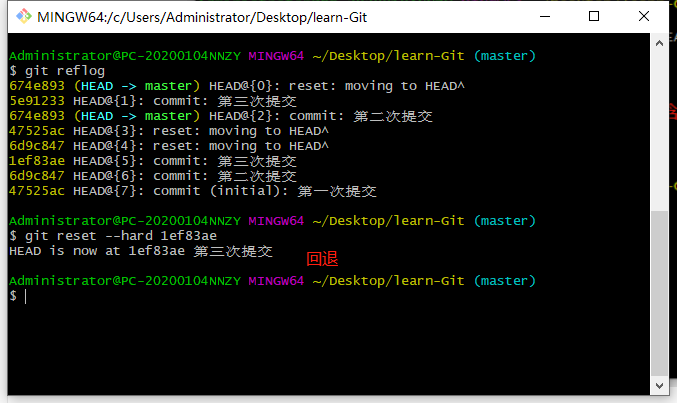 MINGW64:/c/Users/Administrator/Desktop/learn-Git
Administrator@PC-20200104NNZY MINGW64 ~/Desktop/learn-Git (master)
$ git reflog
674e893 (HEAD -> master) HEAD@{0}: reset: moving to HEAD^
5e91233 HEAD@{1}: commit: 第三次提交
674e893 (HEAD -> master) HEAD@{2}: commit: 第二次提交
47525ac HEAD@{3}: reset: moving to HEAD^
6d9c847 HEAD@{4}: reset: moving to HEAD^
1ef83ae HEAD@{5}: commit: 第三次提交
6d9c847 HEAD@{6}: commit: 第二次提交
47525ac HEAD@{7}: commit (initial): 第一次提交
Administrator@PC-20200104NNZY MINGW64 ~/Desktop/learn-Git (master)
$ git reset --hard 1ef83ae
HEAD is now at 1ef83ae 第三次提交
回退
Administrator@PC-20200104NNZY MINGW64 ~/Desktop/learn-Git (master)
$